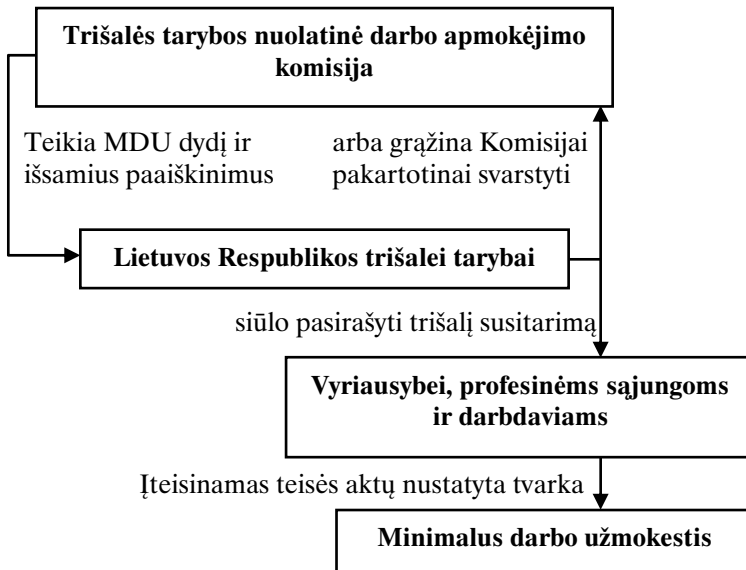 Trišalės tarybos nuolatinė darbo apmokėjimo
komisija
Teikia MDU dydį ir
išsamius paaiškinimus
arba grąžina Komisijai
pakartotinai svarstyti
Lietuvos Respublikos trišalei tarybai
siūlo pasirašyti trišalį susitarimą
Vyriausybei, profesinėms sąjungoms
ir darbdaviams
Įteisinamas teisės aktų nustatyta tvarka
Minimalus darbo užmokestis